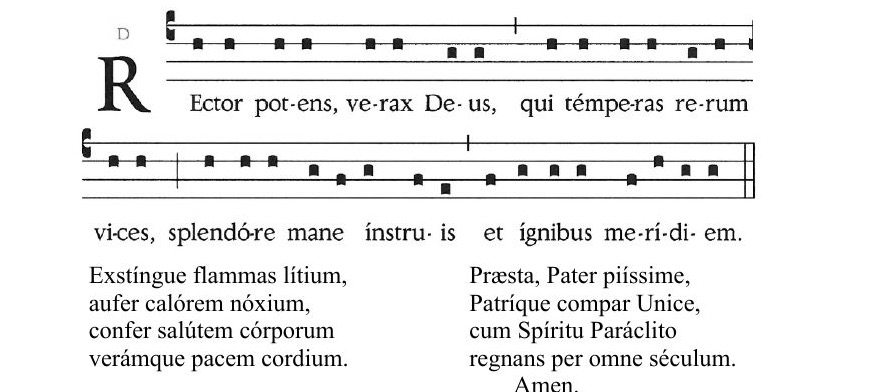 D
REctor pot-ens, ve-rax De-us, qui témpe-ras re-rum
vi-ces, splendó-re mane ínstru-is et ígnibus me-rí-di-em.
Exstíngue flammas lítium,
aufer calórem nóxium,
confer salútem córporum
verámque pacem cordium.
Præsta, Pater piíssime,
Patríque compar Unice,
cum Spíritu Paráclito
regnans per omne séculum.
Amen.